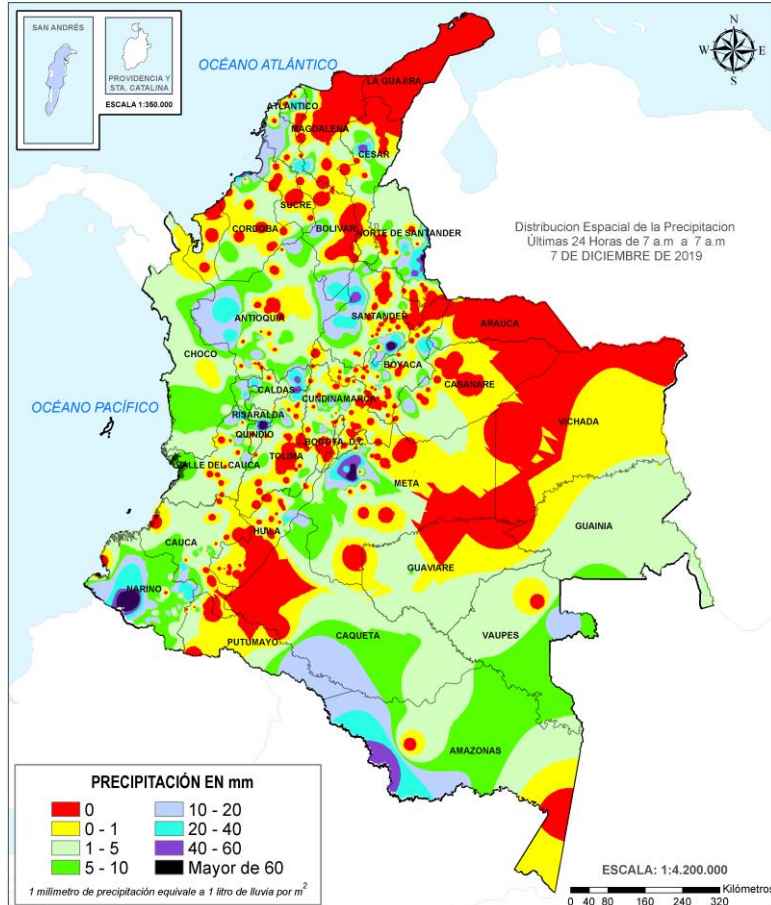 SAN ANDRÉS
PROVIDENCIA Y
STA. CATALINA
ESCALA 1:350.000
N
W
E
S
OCÉANO ATLÁNTICO
LA GUAJIRA
ATLANTICO
MAGDALENA
CESAR
SUCRE
CORDOBA
BOLIVAR
NORTE DE SANTANDER
Distribucion Espacial de la Precipitacion
Últimas 24 Horas de 7 a.m a 7 a.m
7 DE DICIEMBRE DE 2019
ANTIOQUIA
SANTANDER
ARAUCA
CHOCO
BOYACA
CASANARE
CALDAS
CUNDINAMARCA
OCÉANO PACÍFICO
RISARALDA
VICHADA
QUINDIO
BOGOTA, D.C.
TOLIMA
VALLE DEL CAUCA
META
GUAINIA
HUILA
CAUCA
GUAVIARE
NARIÑO
CAQUETA
VAUPES
PUTUMAYO
AMAZONAS
PRECIPITACIÓN EN mm
0
10 - 20
0 - 1
20 - 40
1 - 5
40 - 60
5 - 10
Mayor de 60
1 milímetro de precipitación equivale a 1 litro de lluvia por m²
ESCALA: 1:4.200.000
Kilómetros
0 40 80 160 240 320